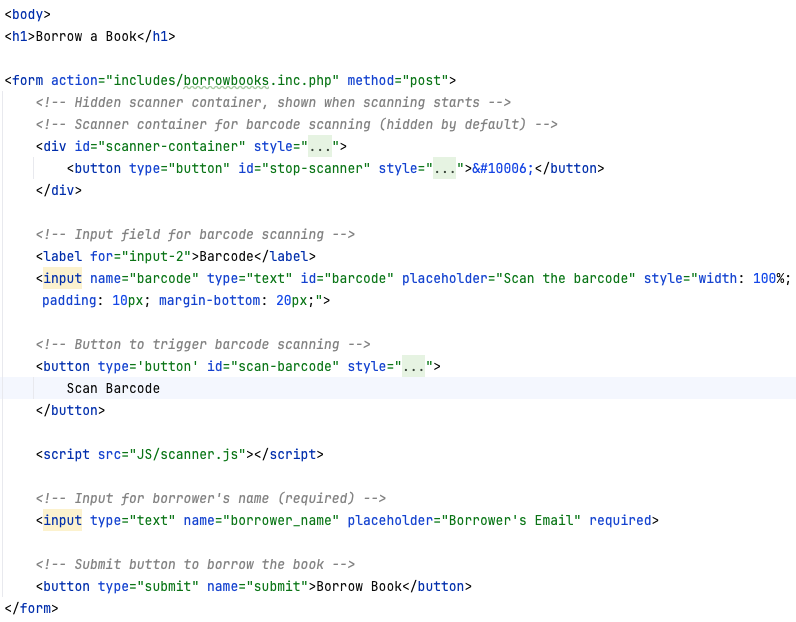 <body>
<h1>Borrow a Book</h1>
<form action="includes/borrowbooks.inc.php" method="post">
<!-- Hidden scanner container, shown when scanning starts -->
<!-- Scanner container for barcode scanning (hidden by default) -->
<div id="scanner-container" style="...">
<button type="button" id="stop-scanner" style="...">&#10006;</button>
</div>
<!-- Input field for barcode scanning -->
<label for="input-2">Barcode</label>
<input name="barcode" type="text" id="barcode" placeholder="Scan the barcode" style="width: 100%;
padding: 10px; margin-bottom: 20px;">
<!-- Button to trigger barcode scanning -->
<button type='button' id="scan-barcode" style="...">
Scan Barcode
</button>
<script src="JS/scanner.js"></script>
<!-- Input for borrower's name (required) -->
<input type="text" name="borrower_name" placeholder="Borrower's Email" required>
<!-- Submit button to borrow the book -->
<button type="submit" name="submit">Borrow Book</button>
</form>